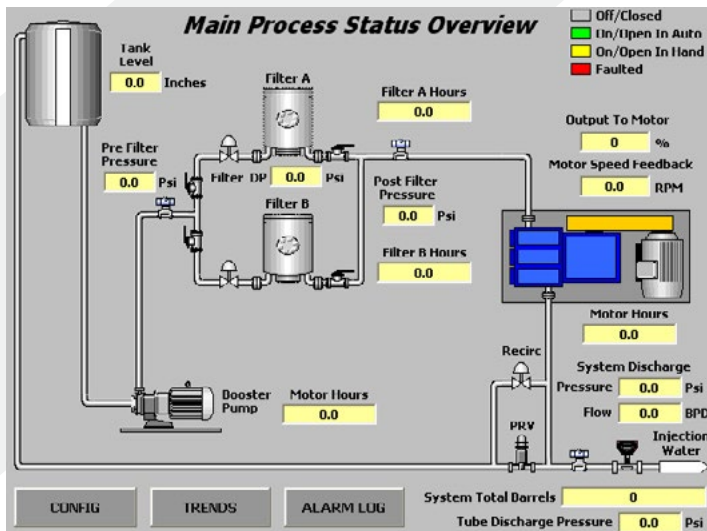 Main Process Status Overview
Off/Closed
On/Open In Auto
On/Open In Hand
Faulted
Tank
Level
0.0 Inches
Filter A
Filter A Hours
0.0
Output To Motor
0 %
Motor Speed Feedback
0.0 RPM
Pre Filter
Pressure
0.0 Psi
Filter DP 0.0 Psi
Post Filter
Pressure
0.0 Psi
Filter B
Filter B Hours
0.0
Motor Hours
0.0
Recirc
System Discharge
Pressure 0.0 Psi
Flow 0.0 BPD
Booster
Pump
Motor Hours
0.0
PRV
Injection
Water
CONFIG
TRENDS
ALARM LOG
System Total Barrels 0
Tube Discharge Pressure 0.0 Psi